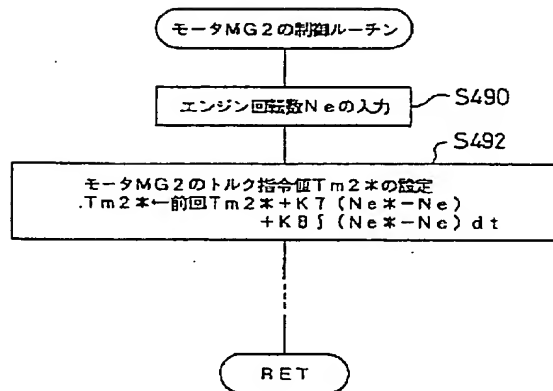 モータMG2の制御ルーチン
エンジン回転数Neの入力
S490
S492
モータMG2のトルク指令値Tm2*の設定
.Tm2*←前回Tm2*+K7(Ne*-Ne)
+K8∫(Ne*-Ne)dt
RET